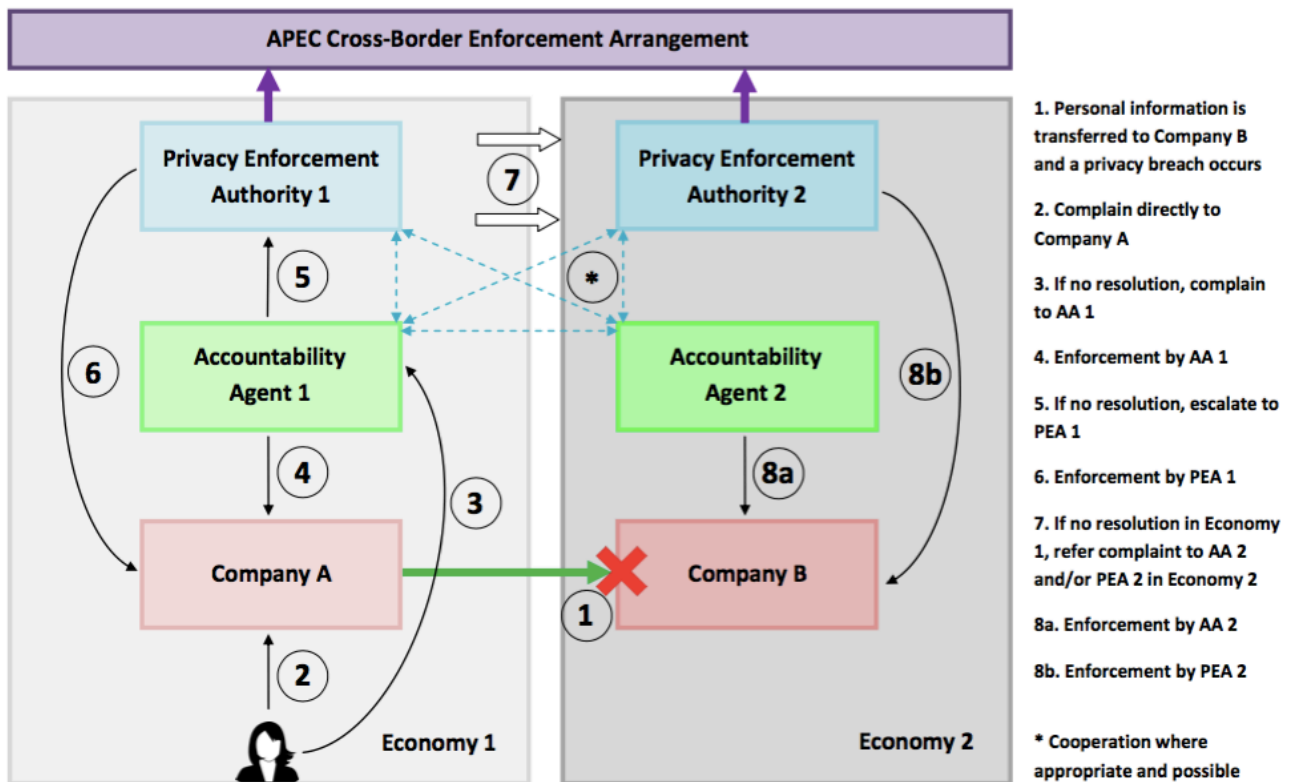 APEC Cross-Border Enforcement Arrangement
Privacy Enforcement
Authority 1
7
Privacy Enforcement
Authority 2
5
*
6
Accountability
Agent 1
Accountability
Agent 2
8b
4
3
8a
Company A
Company B
1
2
Economy 1
Economy 2
1. Personal information is
transferred to Company B
and a privacy breach occurs
2. Complain directly to
Company A
3. If no resolution, complain
to AA 1
4. Enforcement by AA 1
5. If no resolution, escalate to
PEA 1
6. Enforcement by PEA 1
7. If no resolution in Economy
1, refer complaint to AA 2
and/or PEA 2 in Economy 2
8a. Enforcement by AA 2
8b. Enforcement by PEA 2
* Cooperation where
appropriate and possible